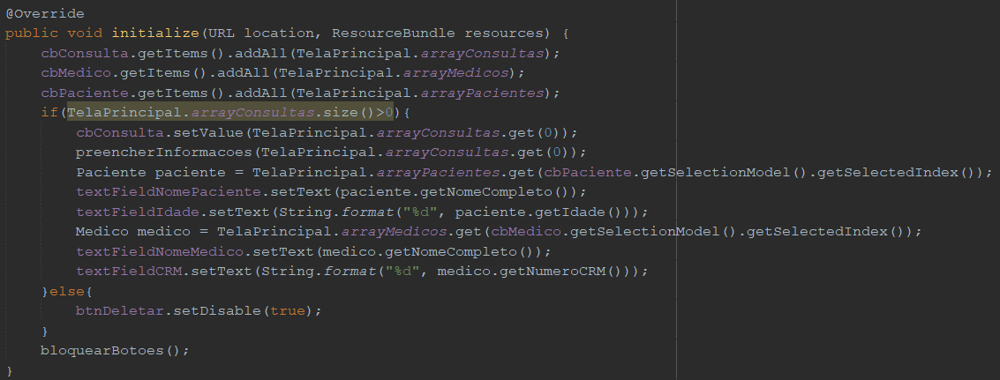 @Override
public void initialize(URL location, ResourceBundle resources) {
    cbConsulta.getItems().addAll(TelaPrincipal.arrayConsultas);
    cbMedico.getItems().addAll(TelaPrincipal.arrayMedicos);
    cbPaciente.getItems().addAll(TelaPrincipal.arrayPacientes);
    if(TelaPrincipal.arrayConsultas.size()>0){
        cbConsulta.setValue(TelaPrincipal.arrayConsultas.get(0));
        preencherInformacoes(TelaPrincipal.arrayConsultas.get(0));
        Paciente paciente = TelaPrincipal.arrayPacientes.get(cbPaciente.getSelectionModel().getSelectedIndex());
        textFieldNomePaciente.setText(paciente.getNomeCompleto());
        textFieldIdade.setText(String.format("%d", paciente.getIdade()));
        Medico medico = TelaPrincipal.arrayMedicos.get(cbMedico.getSelectionModel().getSelectedIndex());
        textFieldNomeMedico.setText(medico.getNomeCompleto());
        textFieldCRM.setText(String.format("%d", medico.getNumeroCRM()));
    }else{
        btnDeletar.setDisable(true);
    }
    bloquearBotoes();
}